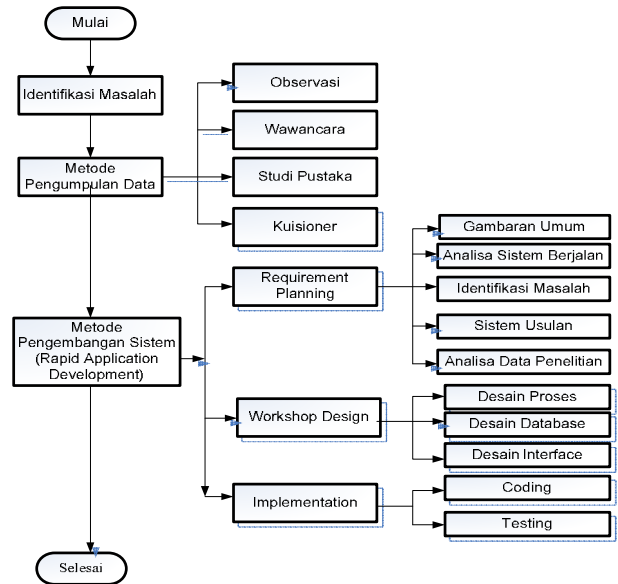 Mulai
Identifikasi Masalah
Metode
Pengumpulan Data
Observasi
Wawancara
Studi Pustaka
Kuisioner
Metode
Pengembangan Sistem
(Rapid Application
Development)
Requirement
Planning
Gambaran Umum
Analisa Sistem Berjalan
Identifikasi Masalah
Sistem Usulan
Analisa Data Penelitian
Workshop Design
Desain Proses
Desain Database
Desain Interface
Implementation
Coding
Testing
Selesai